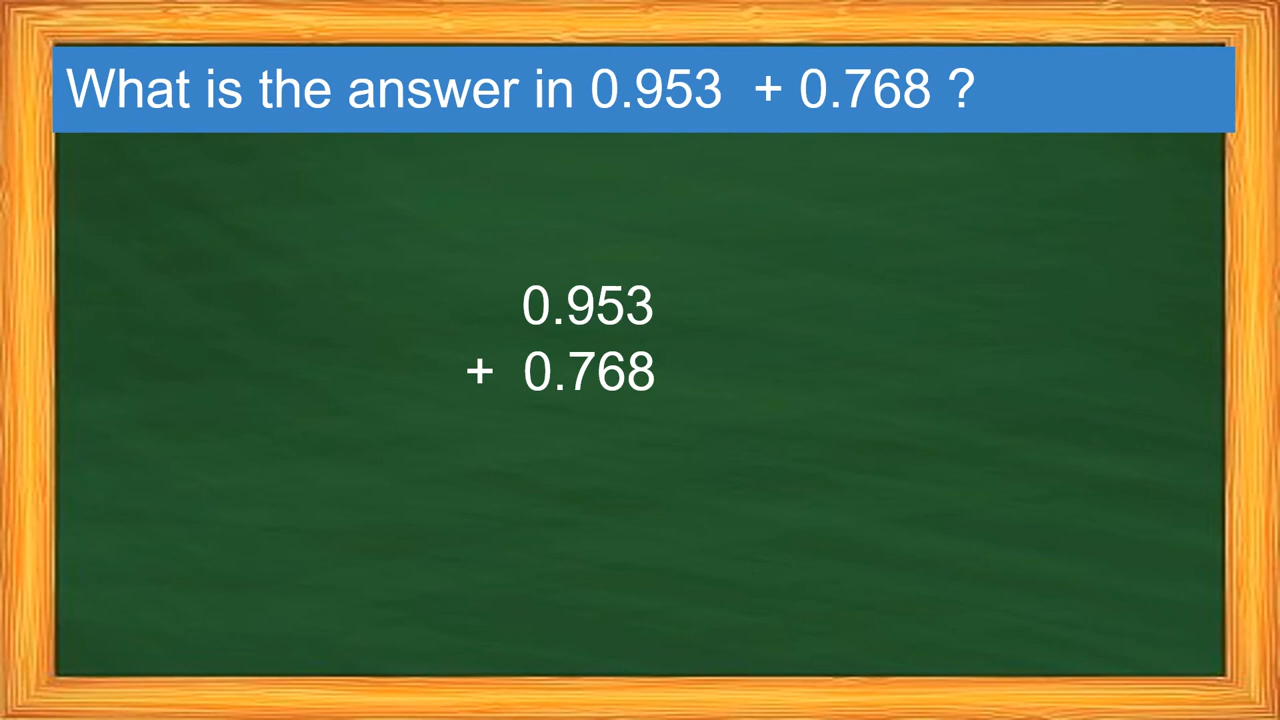 What is the answer in 0.953  + 0.768 ?
0.953
+  0.768